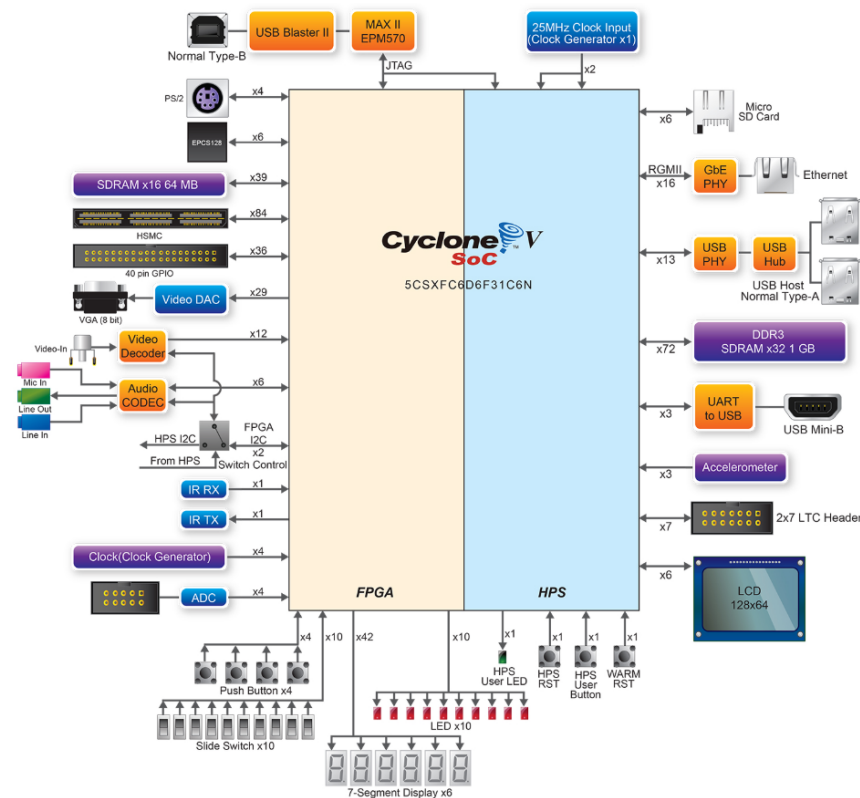 Normal Type-B
USB Blaster II
MAX II
EPM570
JTAG
25MHz Clock Input
(Clock Generator x1)
x2
PS/2
x4
EPCS128
x6
SDRAM x16 64 MB
x39
HSMC
x84
40 pin GPIO
x36
VGA (8 bit)
Video DAC
x29
Video-In
Video
Decoder
x12
Mic In
Line Out
Line In
Audio
CODEC
x6
HPS I2C
From HPS
FPGA
I2C
x2
Switch Control
IR RX
x1
IR TX
x1
Clock(Clock Generator)
x4
ADC
x4
Cyclone V
TM
SoC
5CSXFC6D6F31C6N
FPGA
HPS
x6
Micro
SD Card
RGMII
x16
GbE
PHY
Ethernet
x13
USB
PHY
USB
Hub
USB Host
Normal Type-A
x72
DDR3
SDRAM x32 1 GB
x3
UART
to USB
USB Mini-B
x3
Accelerometer
x7
2x7 LTC Header
x6
LCD
128x64
x4
Push Button x4
x10
Slide Switch x10
x42
7-Segment Display x6
x10
LED x10
x1
HPS
User LED
x1
HPS
RST
x1
HPS
User
Button
x1
WARM
RST